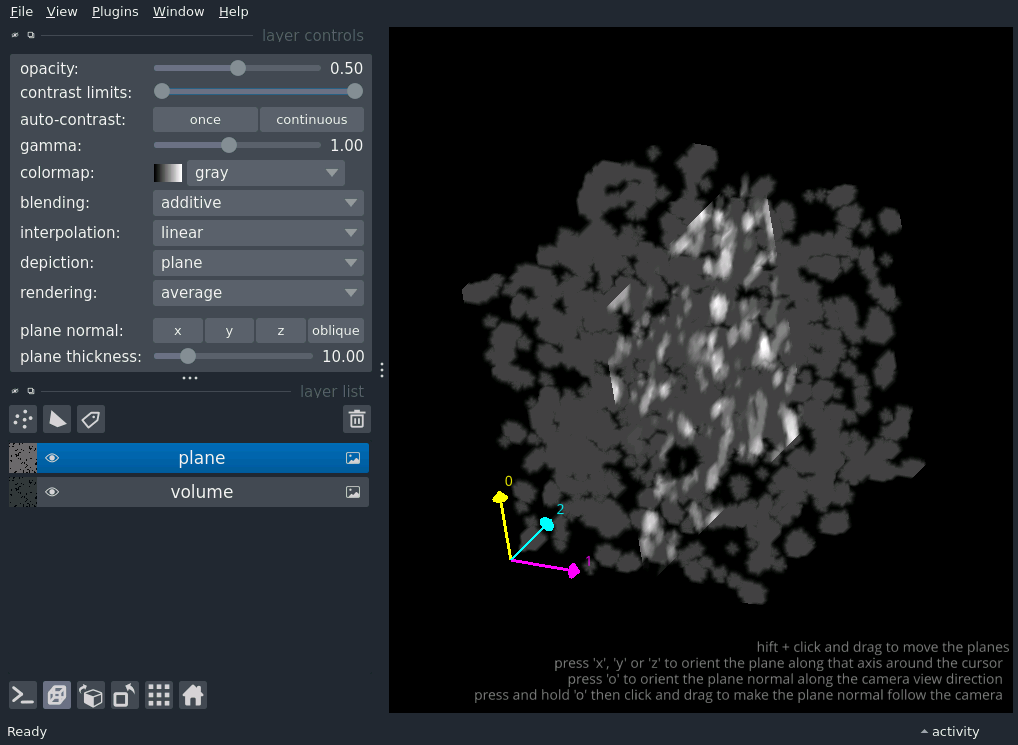 File View Plugins Window Help
layer controls
opacity: 0.50
contrast limits:
auto-contrast: once continuous
gamma: 1.00
colormap: gray
blending: additive
interpolation: linear
depiction: plane
rendering: average
plane normal: x y z oblique
plane thickness: 10.00
layer list
plane
volume
0
2
1
hift + click and drag to move the planes
press 'x', 'y' or 'z' to orient the plane along that axis around the cursor
press 'o' to orient the plane normal along the camera view direction
press and hold 'o' then click and drag to make the plane normal follow the camera
Ready activity